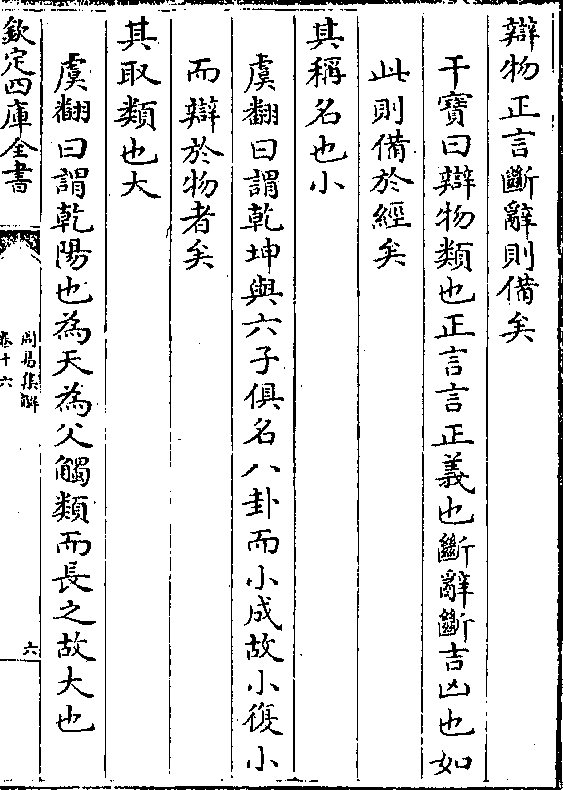 辯物正言斷辭則備矣
干寶曰辯物類也正言言正義也斷辭斷吉凶也如
此則備於經矣
其稱名也小
虞翻曰謂乾坤與六子俱名八卦而小成故小復小
而辯於物者矣
其取類也大
虞翻曰謂乾陽也為天為父觸類而長之故大也
欽定四庫全書
周易集解
卷十六
六